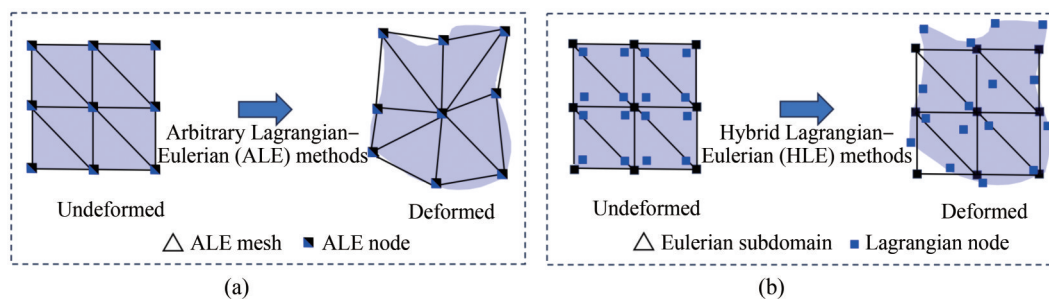 Arbitrary Lagrangian–
Eulerian (ALE) methods
Undeformed
Deformed
ALE mesh
ALE node
(a)
Hybrid Lagrangian–
Eulerian (HLE) methods
Undeformed
Deformed
Eulerian subdomain
Lagrangian node
(b)